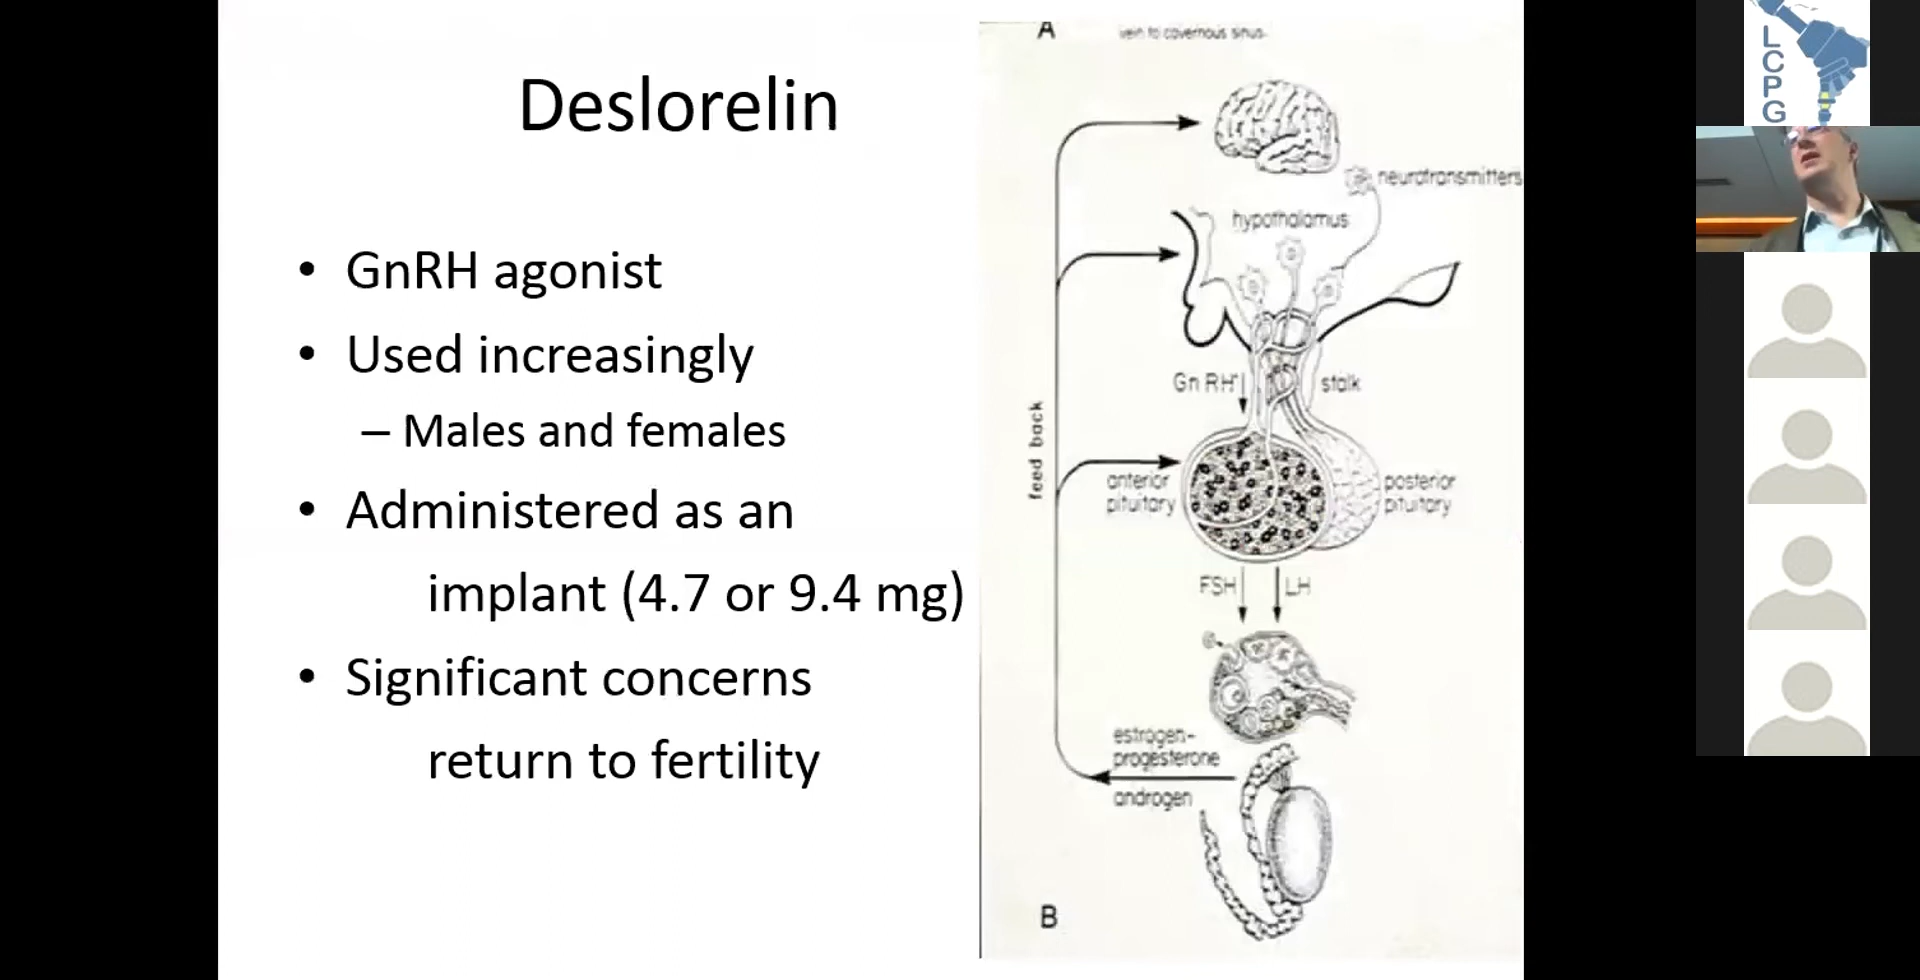 Deslorelin
• GnRH agonist
• Used increasingly
– Males and females
• Administered as an
implant (4.7 or 9.4 mg)
• Significant concerns
return to fertility
A
vein to cavernous sinus
neurotransmitters
hypothalamus
Gn RH
stalk
feed back
anterior
pituitary
posterior
pituitary
FSH
LH
estrogen-
progesterone
androgen
B
L
C
P
G